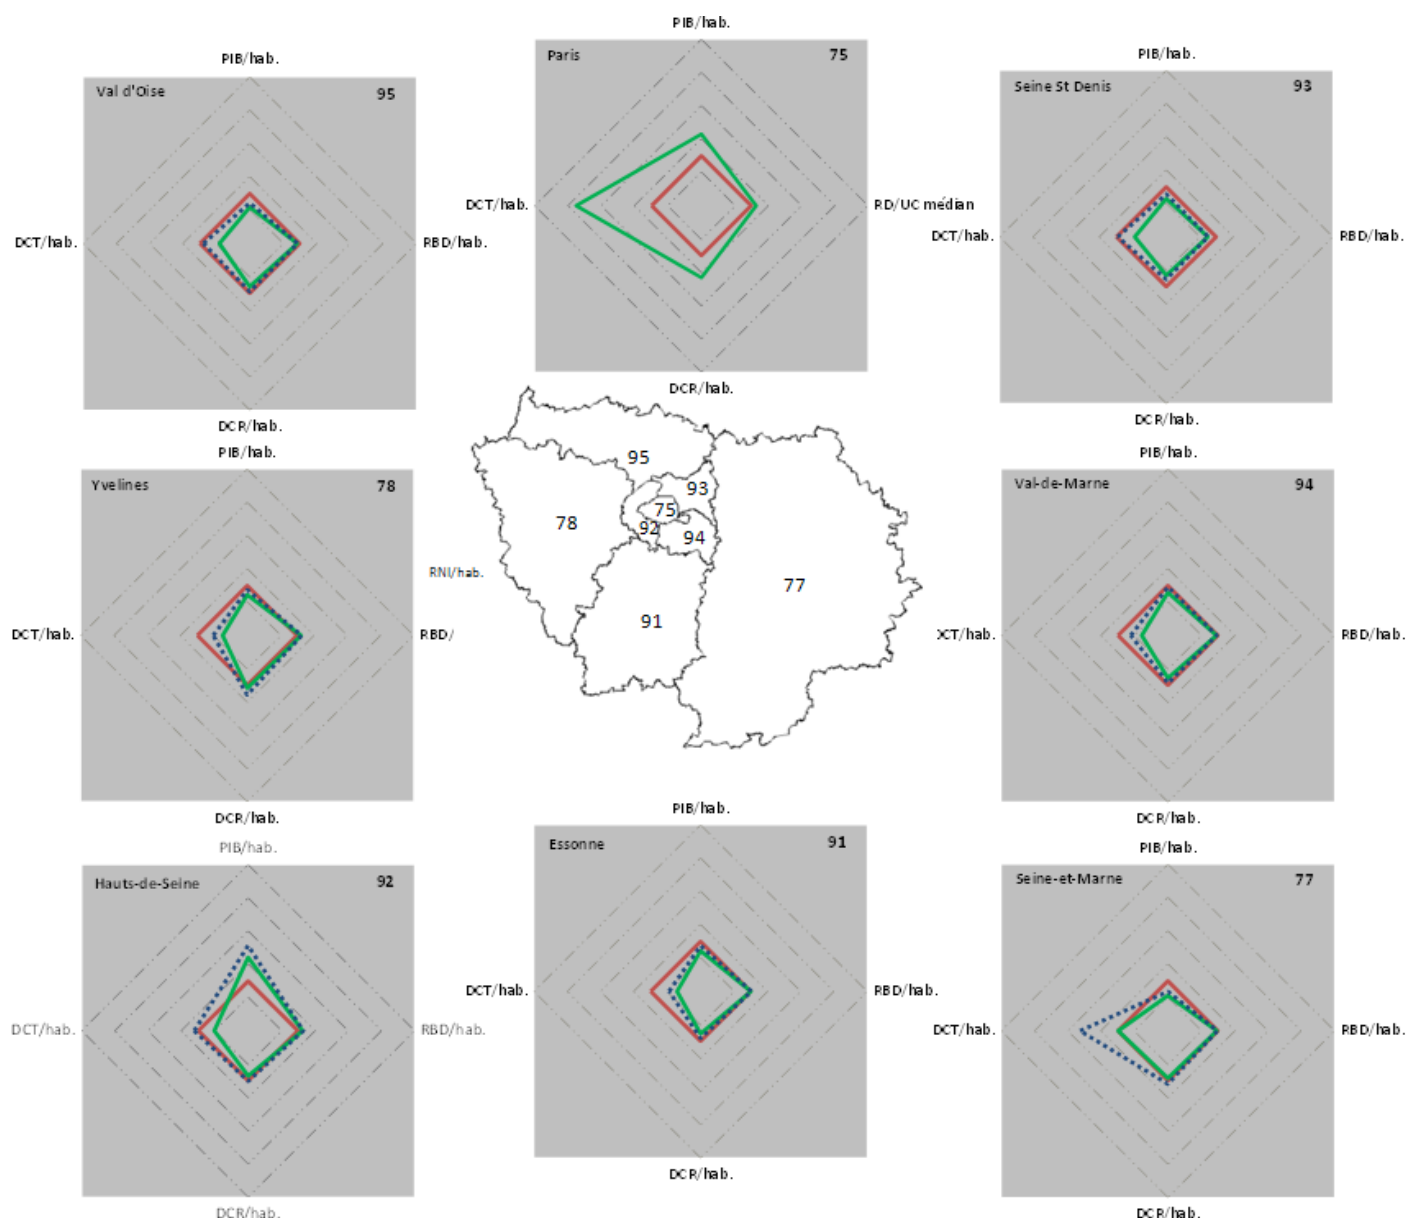 PIB/hab.
Paris 75
DCT/hab.
RD/UC médian
DCR/hab.
PIB/hab.
Val d'Oise 95
DCT/hab.
RBD/hab.
DCR/hab.
PIB/hab.
Seine St Denis 93
DCT/hab.
RBD/hab.
DCR/hab.
PIB/hab.
Yvelines 78
DCT/hab.
RBD/
DCR/hab.
RNI/hab.
95
93
75
78
92
94
77
91
PIB/hab.
Val-de-Marne 94
DCT/hab.
RBD/hab.
DCR/hab.
PIB/hab.
Hauts-de-Seine 92
DCT/hab.
RBD/hab.
DCR/hab.
PIB/hab.
Essonne 91
DCT/hab.
RBD/hab.
DCR/hab.
PIB/hab.
Seine-et-Marne 77
DCT/hab.
RBD/hab.
DCR/hab.